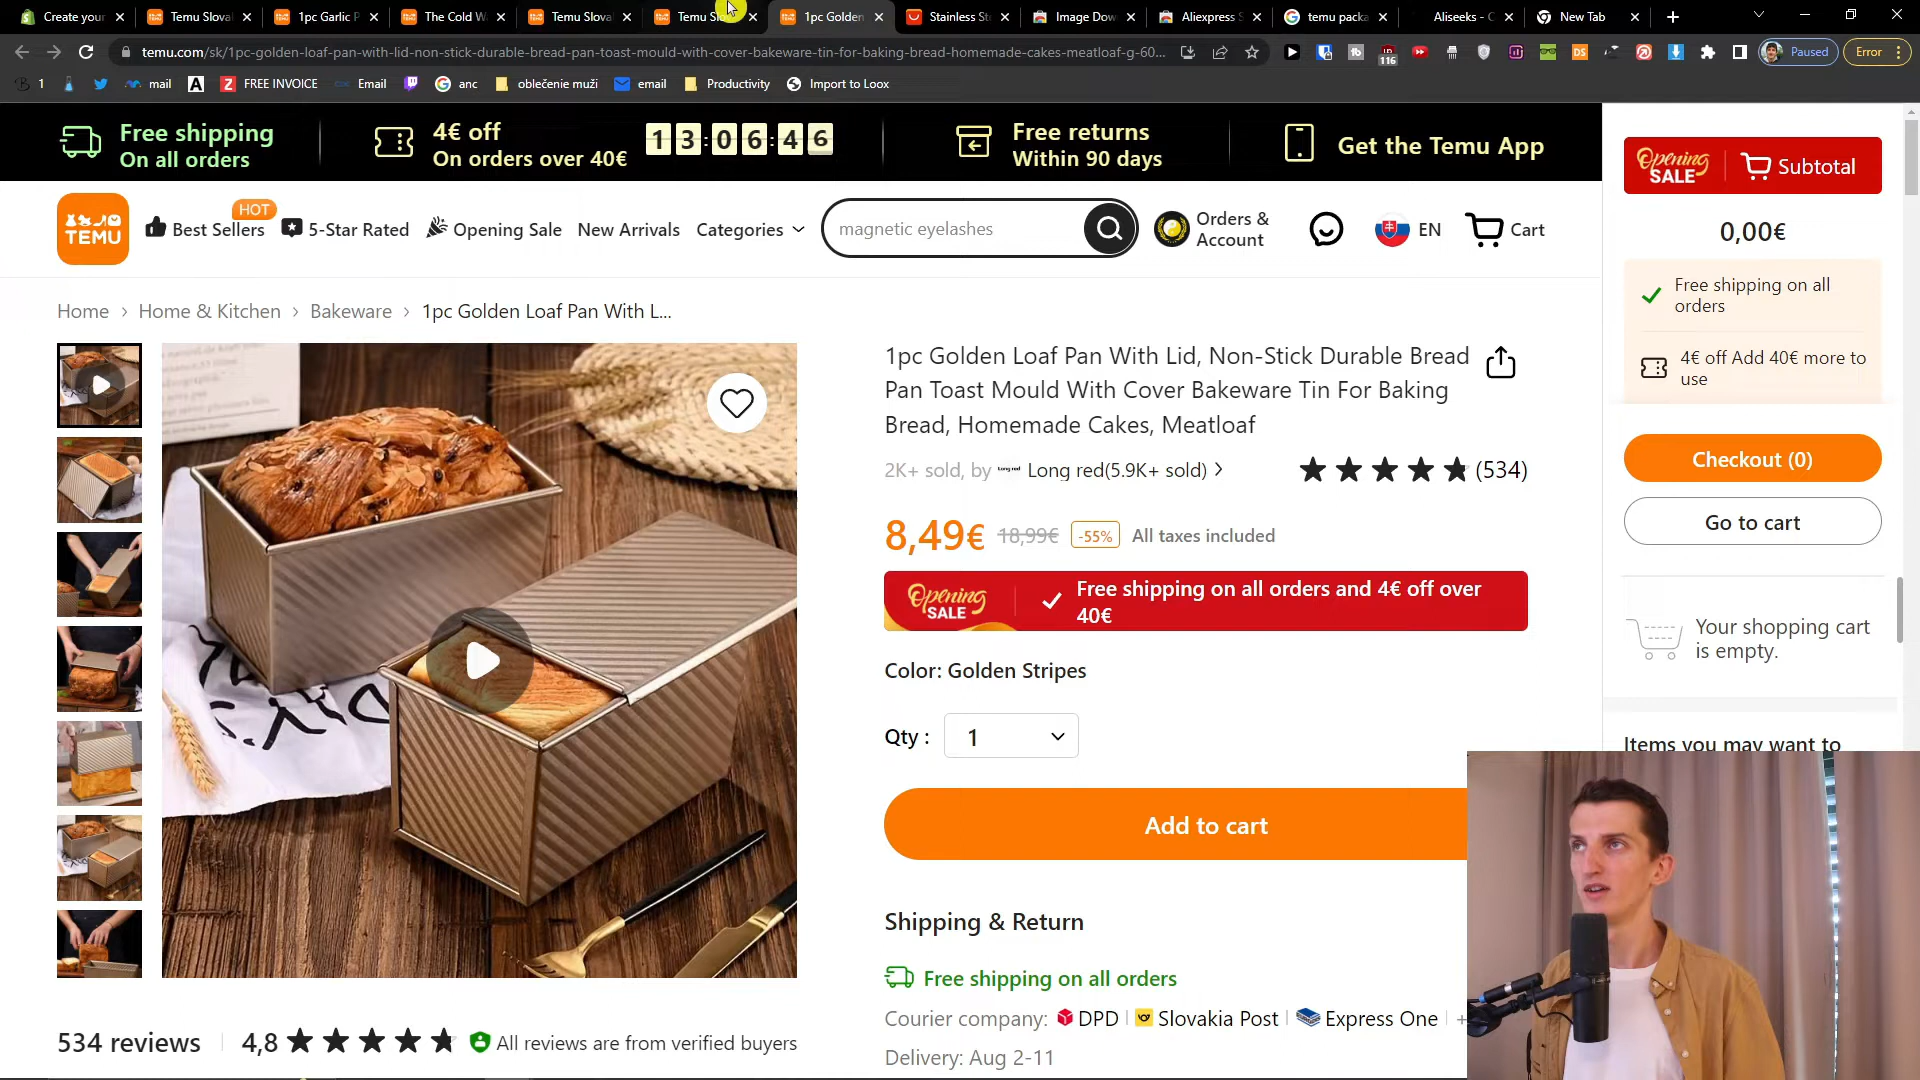 Create your
Temu Slova
1pc Garlic P
The Cold W
Temu Slova
Temu Slo
1pc Golden
Stainless St
Image Dow
Aliexpress S
temu packa
Aliseeks - C
New Tab
temu.com/sk/1pc-golden-loaf-pan-with-lid-non-stick-durable-bread-pan-toast-mould-with-cover-bakeware-tin-for-baking-bread-homemade-cakes-meatloaf-g-60...
116
Paused
Error
1
mail
FREE INVOICE
Email
anc
oblečenie muži
email
Productivity
Import to Loox
Free shipping
On all orders
4€ off
On orders over 40€
13:06:46
Free returns
Within 90 days
Get the Temu App
TEMU
Best Sellers
HOT
5-Star Rated
Opening Sale
New Arrivals
Categories
magnetic eyelashes
Orders &
Account
EN
Cart
Opening
SALE
Subtotal
0,00€
Free shipping on all
orders
4€ off Add 40€ more to
use
Checkout (0)
Go to cart
Your shopping cart
is empty.
Items you may want to
Home > Home & Kitchen > Bakeware > 1pc Golden Loaf Pan With L...
1pc Golden Loaf Pan With Lid, Non-Stick Durable Bread
Pan Toast Mould With Cover Bakeware Tin For Baking
Bread, Homemade Cakes, Meatloaf
2K+ sold, by Long red(5.9K+ sold) >
(534)
8,49€ 18,99€ -55% All taxes included
Opening
SALE
Free shipping on all orders and 4€ off over
40€
Color: Golden Stripes
Qty : 1
Add to cart
Shipping & Return
Free shipping on all orders
Courier company: DPD | Slovakia Post | Express One | +
Delivery: Aug 2-11
534 reviews
4,8
All reviews are from verified buyers